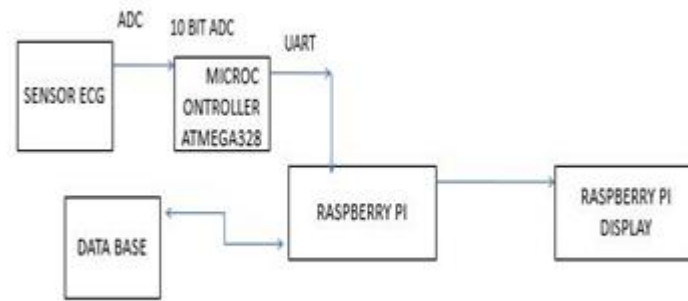 ADC
10 BIT ADC
UART
SENSOR ECG
MICROC
ONTROLLER
ATMEGA328
RASPBERRY PI
RASPBERRY PI
DISPLAY
DATA BASE